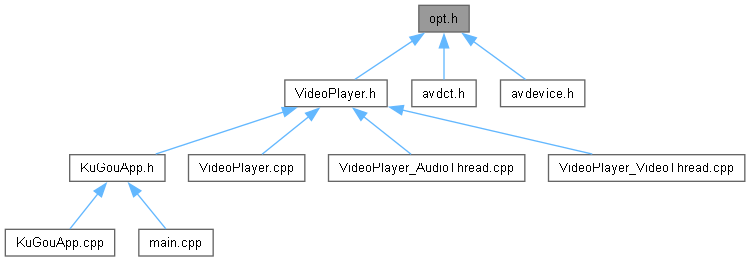 opt.h
VideoPlayer.h
avdct.h
avdevice.h
KuGouApp.h
VideoPlayer.cpp
VideoPlayer_AudioThread.cpp
VideoPlayer_VideoThread.cpp
KuGouApp.cpp
main.cpp